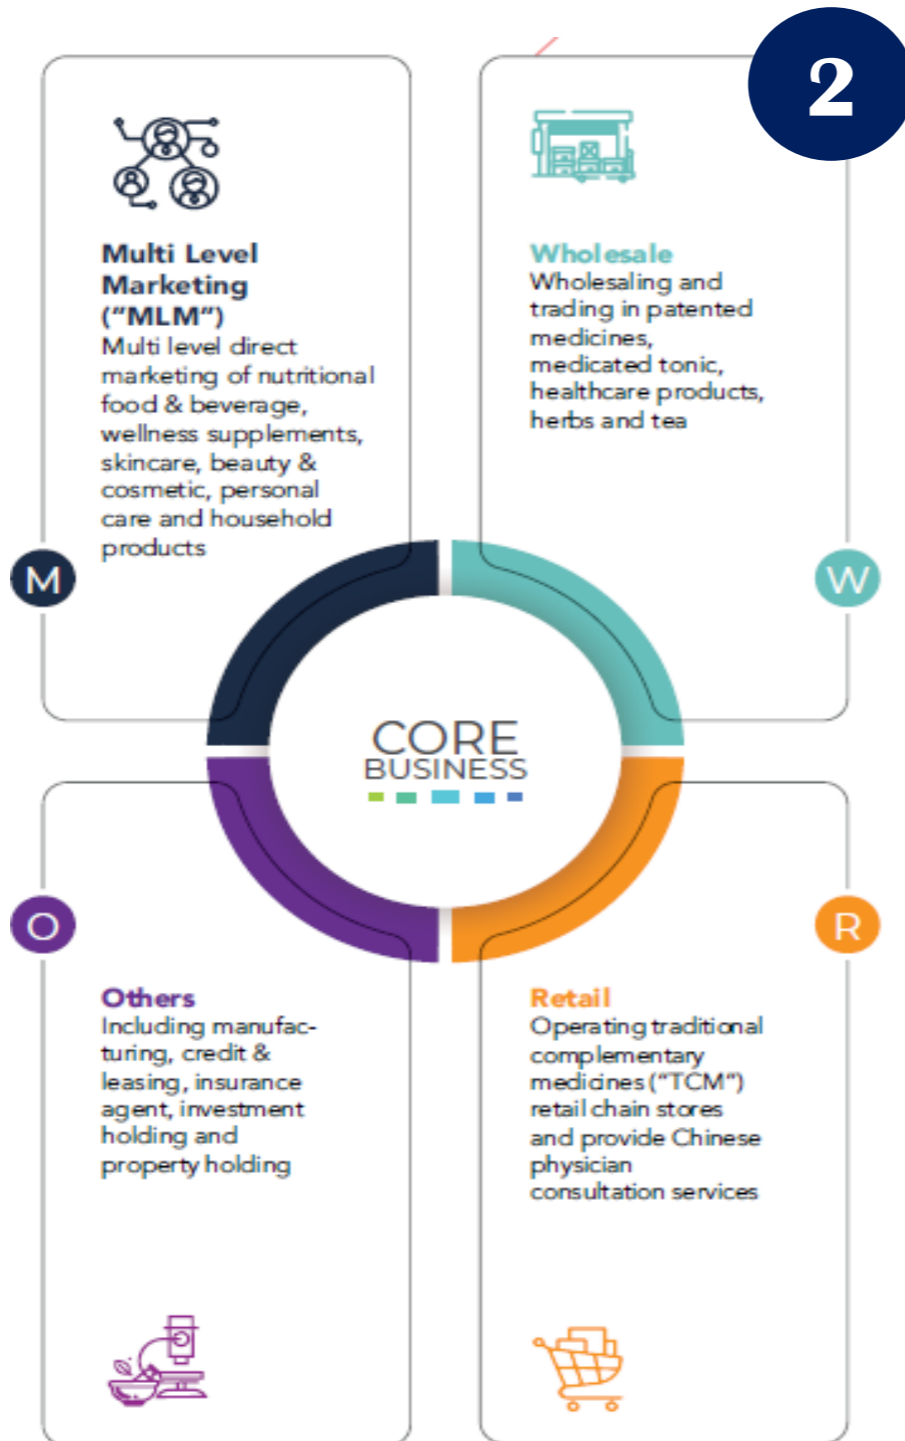 2
Multi Level
Marketing
(“MLM”)
Multi level direct
marketing of nutritional
food & beverage,
wellness supplements,
skincare, beauty &
cosmetic, personal
care and household
products
M
Wholesale
Wholesaling and
trading in patented
medicines,
medicated tonic,
healthcare products,
herbs and tea
W
CORE
BUSINESS
O
Others
Including manufac-
turing, credit &
leasing, insurance
agent, investment
holding and
property holding
R
Retail
Operating traditional
complementary
medicines (“TCM”)
retail chain stores
and provide Chinese
physician
consultation services